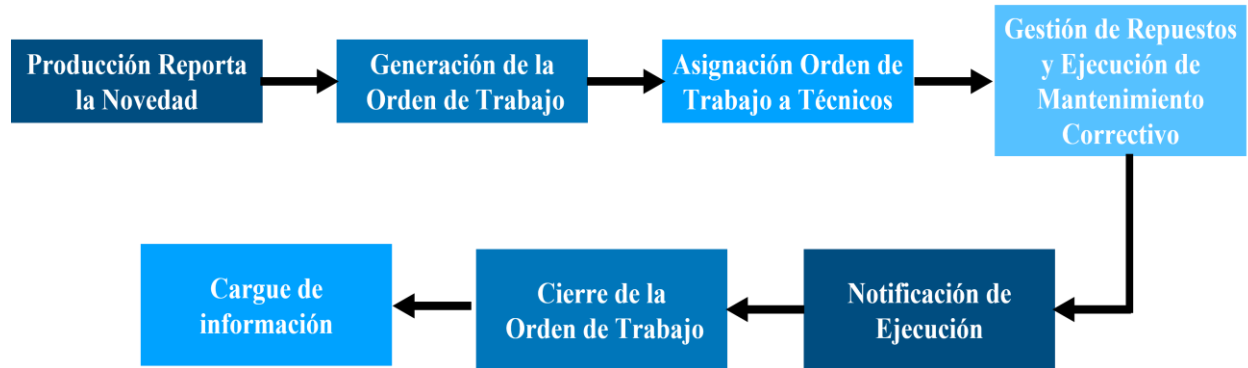 Producción Reporta
la Novedad
Generación de la
Orden de Trabajo
Asignación Orden de
Trabajo a Técnicos
Gestión de Repuestos
y Ejecución de
Mantenimiento
Correctivo
Notificación de
Ejecución
Cierre de la
Orden de Trabajo
Cargue de
información